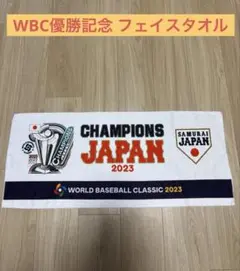 WBC優勝記念 フェイスタオル
CHAMPIONS
JAPAN
2023
SAMURAI
JAPAN
WORLD BASEBALL CLASSIC 2023